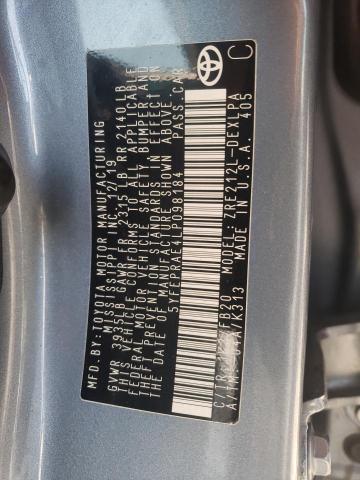 MFD. BY: TOYOTA MOTOR MANUFACTURING
MISSISSIPPI INC. 12/19
GVWR 3935LB GAWR FR 2315LB RR 2140LB
THIS VEHICLE CONFORMS TO ALL APPLICABLE
FEDERAL MOTOR VEHICLE SAFETY, BUMPER AND
THEFT PREVENTION STANDARDS IN EFFECT ON
THE DATE OF MANUFACTURE SHOWN ABOVE.
5YFEPRAE4LP098184 PASS.CAR
C/TR: FB20 MODEL: ZRE212L-DEXLPA
A/TM: /K313 MADE IN U.S.A. 405
TOYOTA
C